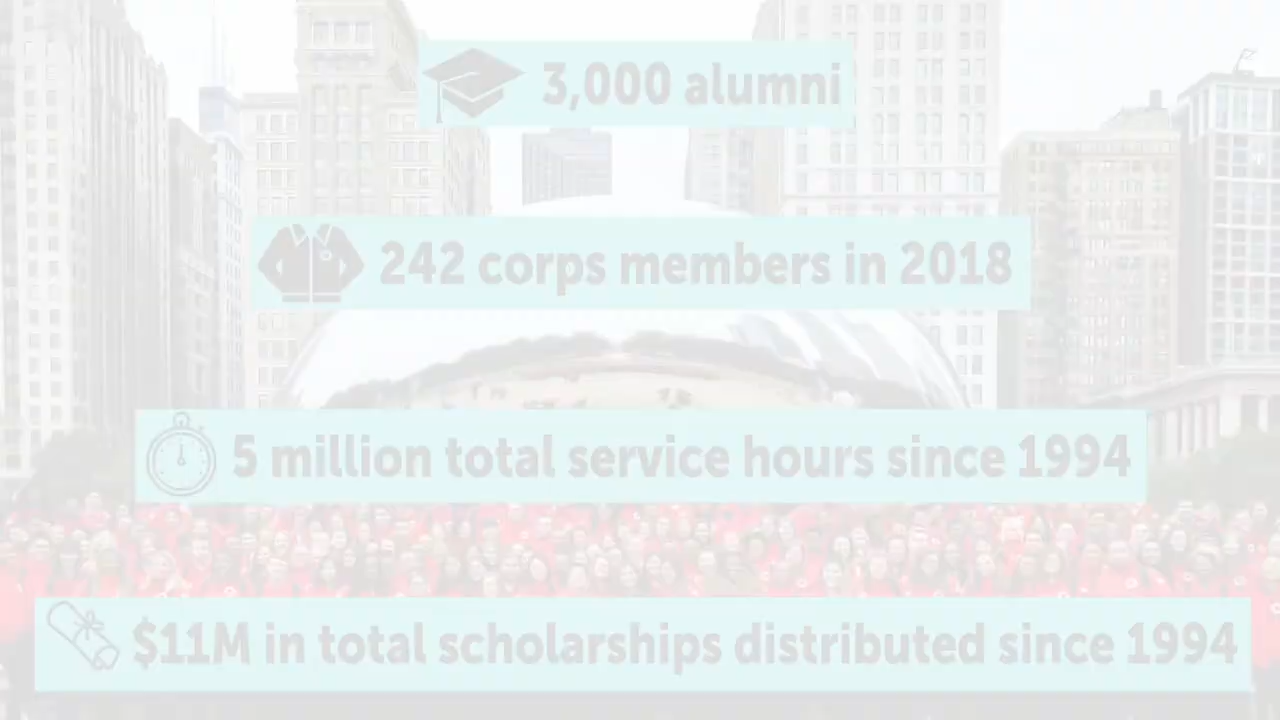 3,000 alumni
242 corps members in 2018
5 million total service hours since 1994
$11M in total scholarships distributed since 1994